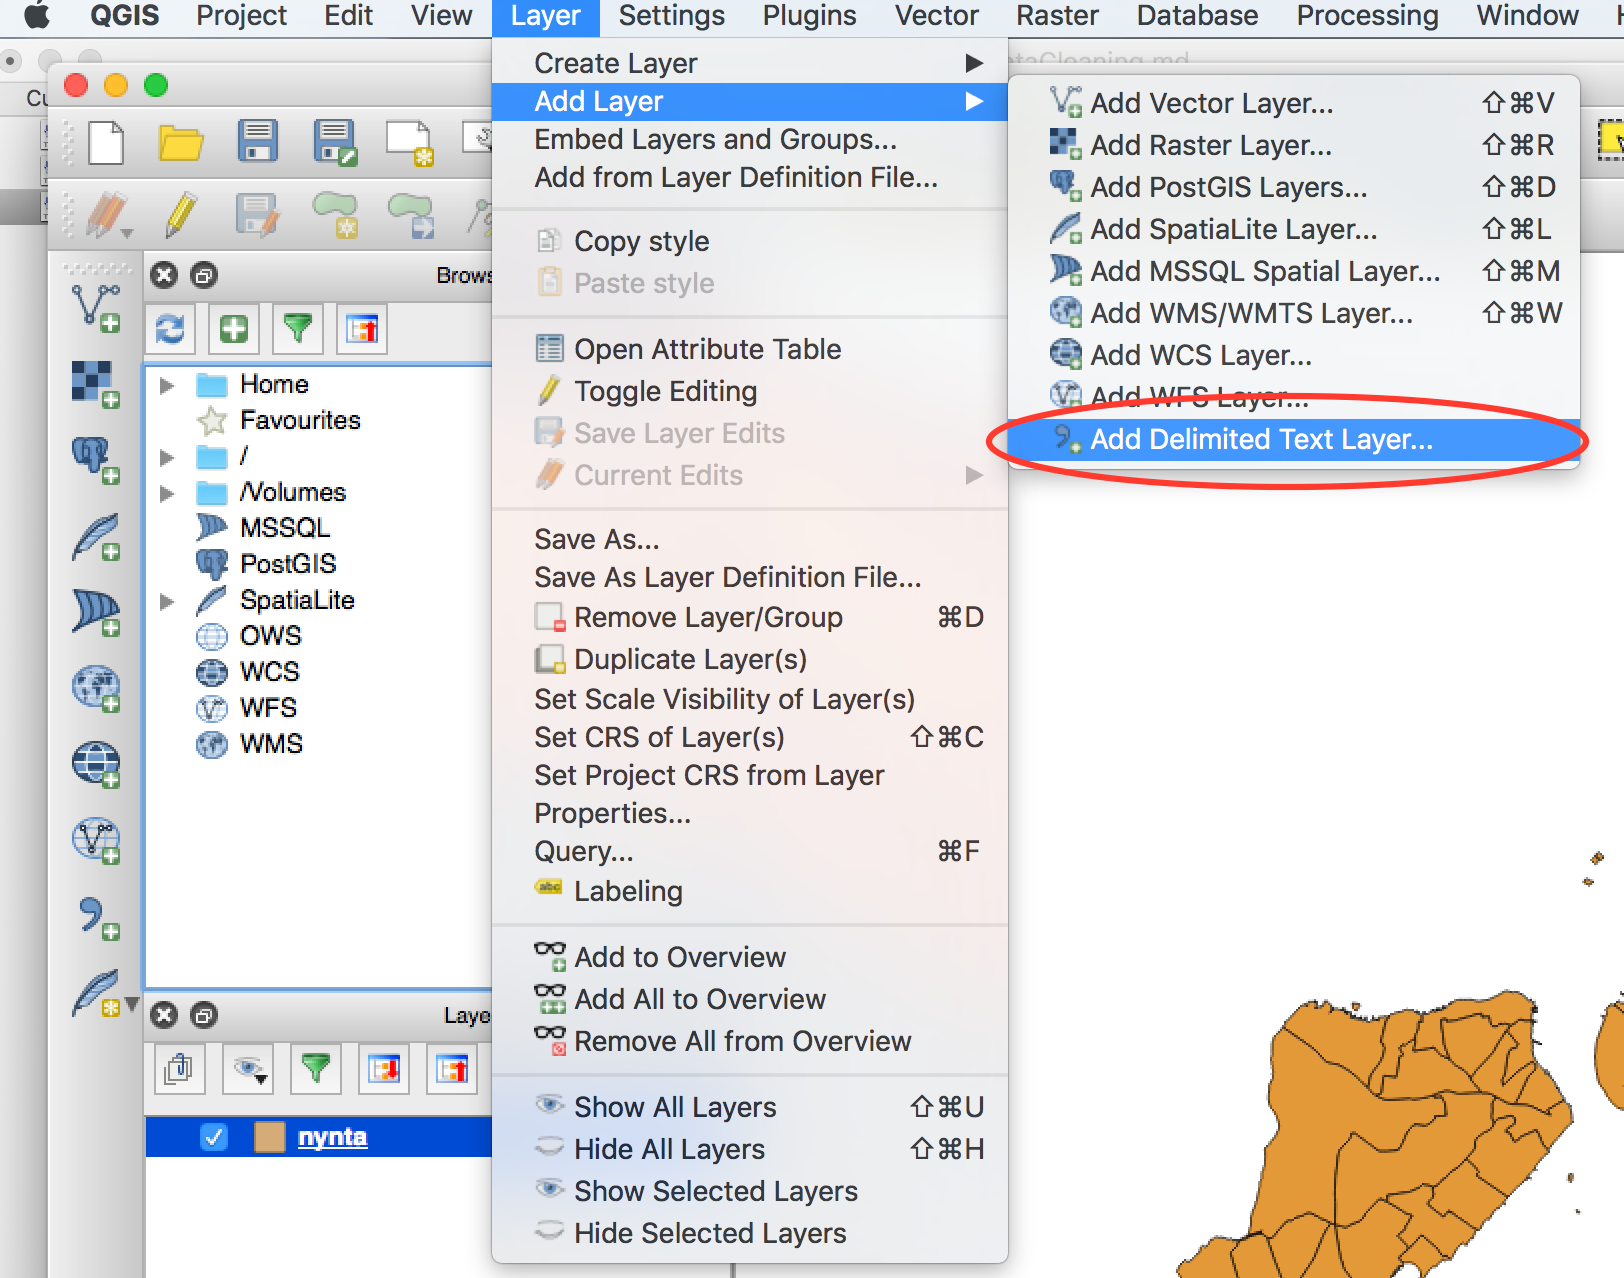 QGIS Project Edit View Layer Settings Plugins Vector Raster Database Processing Window
Create Layer
Add Layer
Embed Layers and Groups...
Add from Layer Definition File...
Copy style
Paste style
Open Attribute Table
Toggle Editing
Save Layer Edits
Current Edits
Save As...
Save As Layer Definition File...
Remove Layer/Group ⌘D
Duplicate Layer(s)
Set Scale Visibility of Layer(s)
Set CRS of Layer(s) ⇧⌘C
Set Project CRS from Layer
Properties...
Query... ⌘F
abc Labeling
Add to Overview
Add All to Overview
Remove All from Overview
Show All Layers ⇧⌘U
Hide All Layers ⇧⌘H
Show Selected Layers
Hide Selected Layers
taCleaning.md
Add Vector Layer... ⇧⌘V
Add Raster Layer... ⇧⌘R
Add PostGIS Layers... ⇧⌘D
Add SpatiaLite Layer... ⇧⌘L
Add MSSQL Spatial Layer... ⇧⌘M
Add WMS/WMTS Layer... ⇧⌘W
Add WCS Layer...
Add WFS Layer...
Add Delimited Text Layer...
Cu
Brows
Home
Favourites
/
/Volumes
MSSQL
PostGIS
SpatiaLite
OWS
WCS
WFS
WMS
Laye
nynta